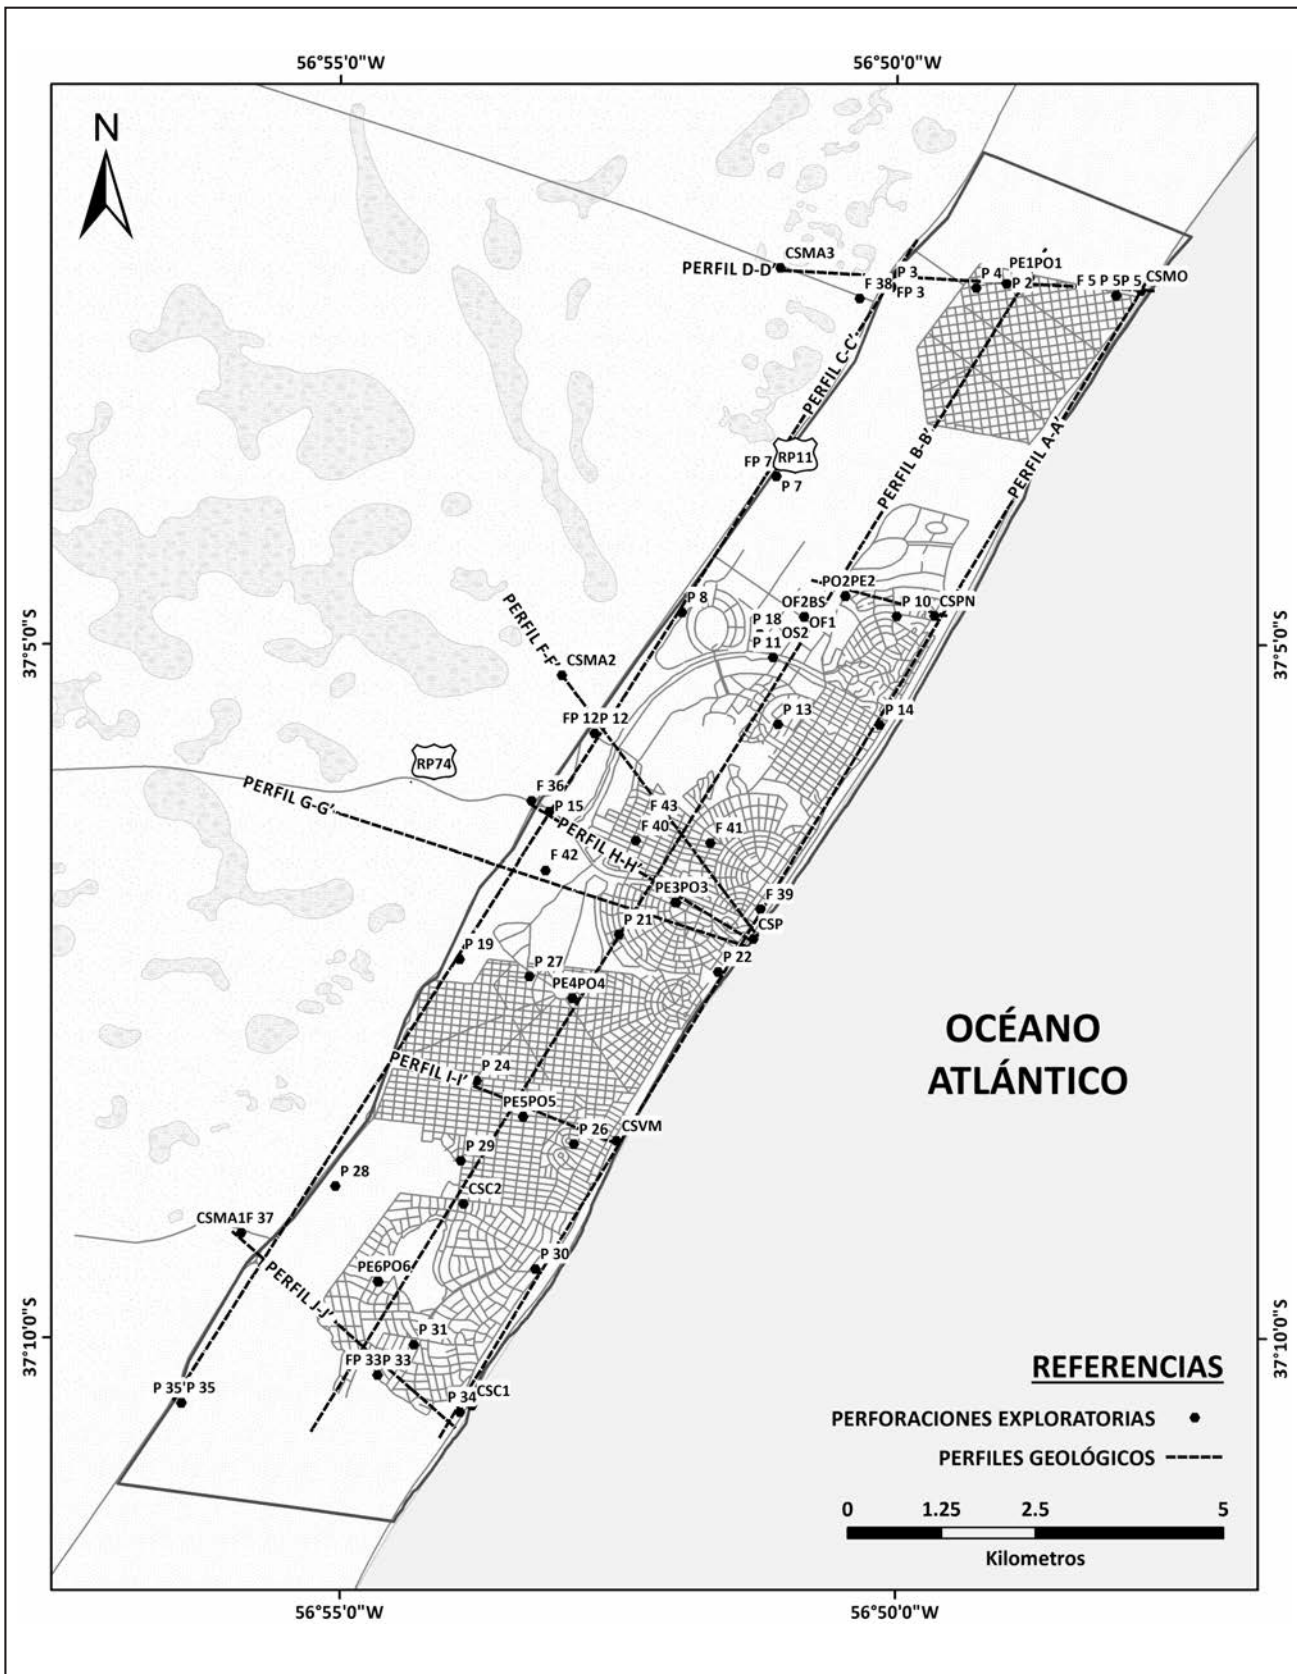 56°55'0"W
56°50'0"W
N
CSMA3
PERFIL D-D'
P 3
F 38
FP 3
PE1PO1
P 4
P 2
F 5 P 5P 5
CSMO
PERFIL C-C'
RP11
FP 7
P 7
PERFIL B-B'
PERFIL A-A'
PO2PE2
P 8
OF2BS
P 18
OF1
OS2
P 10
CSPN
P 11
37°5'0"S
37°5'0"S
PERFIL F-F'
CSMA2
FP 12P 12
P 13
P 14
RP74
PERFIL G-G'
F 36
P 15
F 43
PERFIL H-H'
F 40
F 41
F 42
PE3PO3
F 39
P 21
CSP
P 19
P 22
P 27
PE4PO4
OCÉANO
ATLÁNTICO
PERFIL I-I'
P 24
PE5PO5
P 26
CSVM
P 29
P 28
CSC2
CSMA1F 37
PE6PO6
P 30
PERFIL J-J'
P 31
FP 33P 33
P 35'P 35
P 34
CSC1
37°10'0"S
37°10'0"S
REFERENCIAS
PERFORACIONES EXPLORATORIAS
PERFILES GEOLÓGICOS
0 1.25 2.5 5
Kilometros
56°55'0"W
56°50'0"W